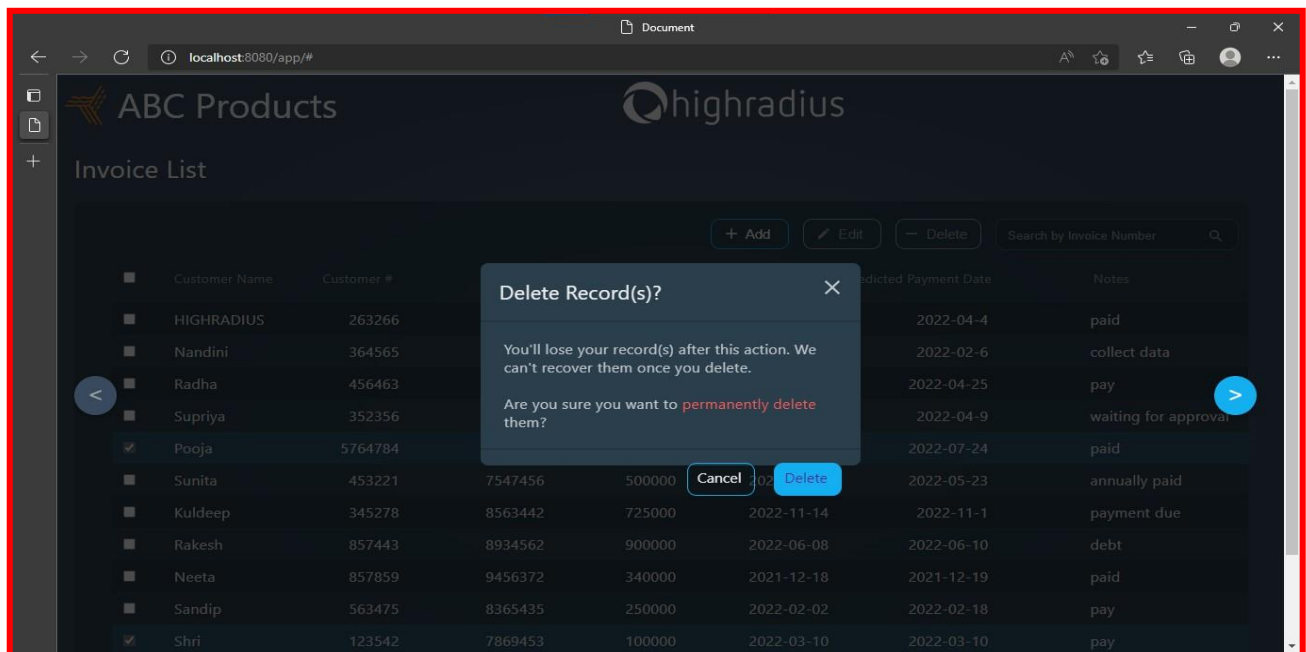 Document
localhost:8080/app/#
ABC Products
highradius
Invoice List
+ Add Edit — Delete Search by Invoice Number
Customer Name Customer # Payment Date Notes
HIGHRADIUS 263266 2022-04-4 paid
Nandini 364565 2022-02-6 collect data
Radha 456463 2022-04-25 pay
Supriya 352356 2022-04-9 waiting for approval
Pooja 5764784 2022-07-24 paid
Sunita 453221 7547456 500000 2022-05-23 annually paid
Kuldeep 345278 8563442 725000 2022-11-14 2022-11-1 payment due
Rakesh 857443 8934562 900000 2022-06-08 2022-06-10 debt
Neeta 857859 9456372 340000 2021-12-18 2021-12-19 paid
Sandip 563475 8365435 250000 2022-02-02 2022-02-18 pay
Shri 123542 7869453 100000 2022-03-10 2022-03-10 pay
< >
Delete Record(s)?
You'll lose your record(s) after this action. We
can't recover them once you delete.
Are you sure you want to permanently delete
them?
Cancel Delete